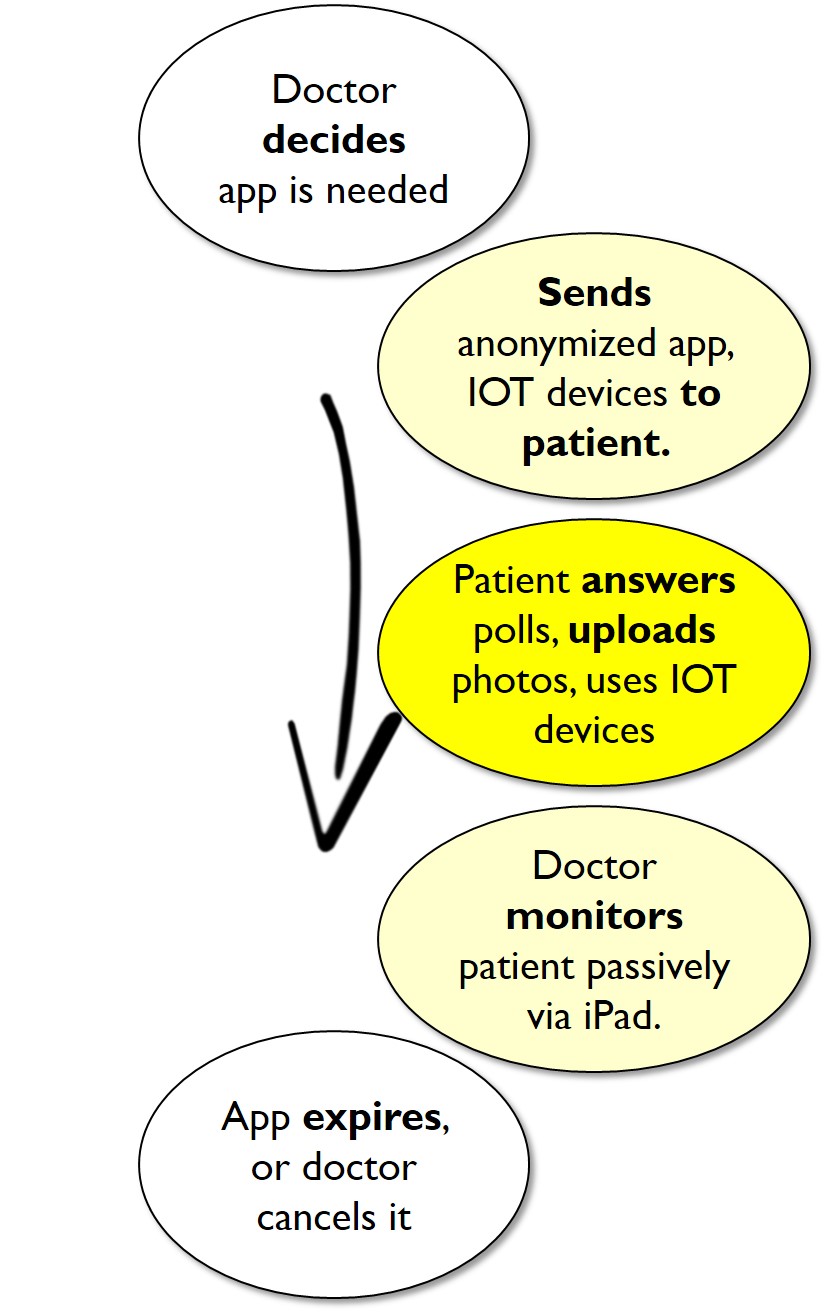 Doctor
decides
app is needed
Sends
anonymized app,
IOT devices to
patient.
Patient answers
polls, uploads
photos, uses IOT
devices
Doctor
monitors
patient passively
via iPad.
App expires,
or doctor
cancels it